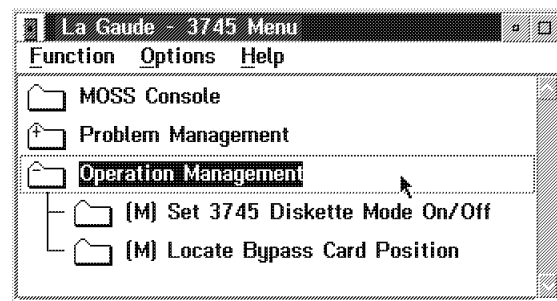 La Gaude - 3745 Menu
Function Options Help
MOSS Console
Problem Management
Operation Management
(M) Set 3745 Diskette Mode On/Off
(M) Locate Bypass Card Position